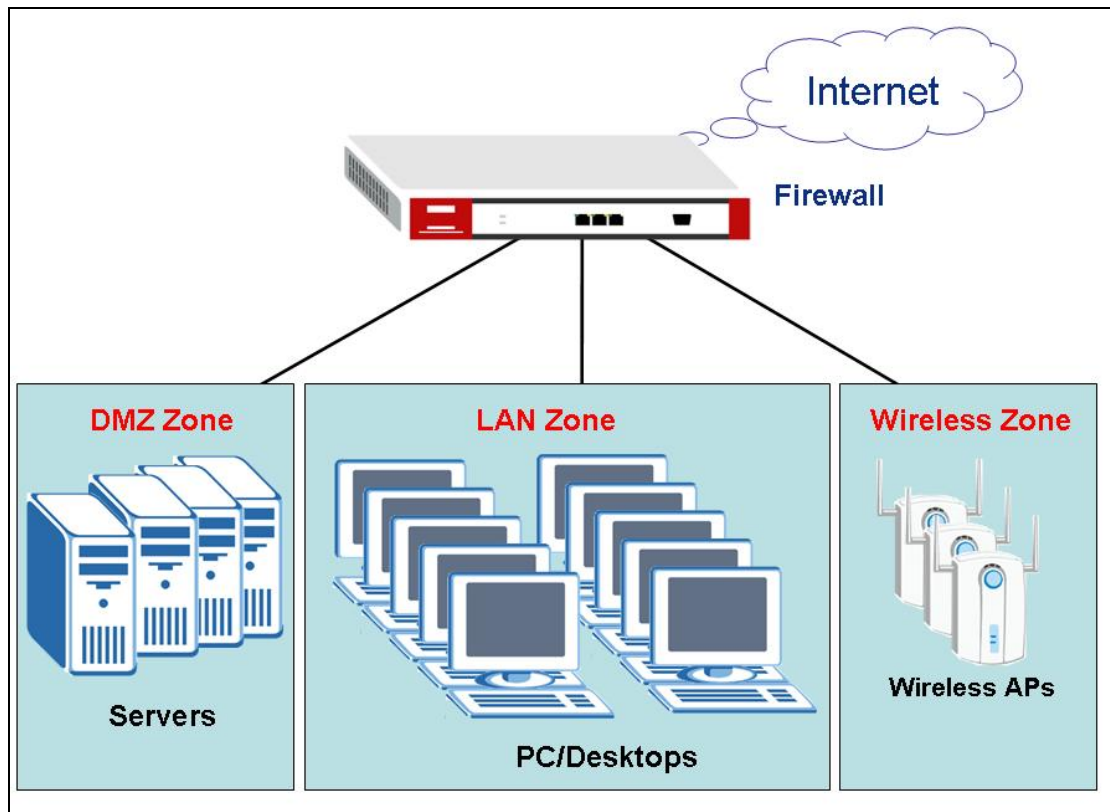 Internet
Firewall
DMZ Zone
LAN Zone
Wireless Zone
Servers
PC/Desktops
Wireless APs